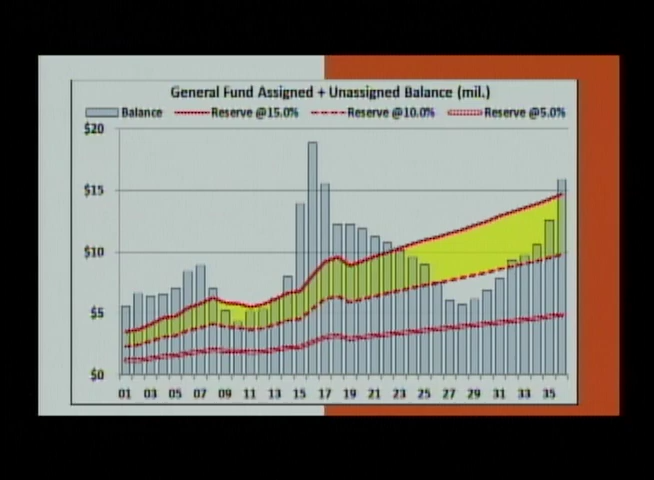 General Fund Assigned + Unassigned Balance (mil.)
Balance Reserve @15.0% Reserve @10.0% Reserve @5.0%
$20
$15
$10
$5
$0
01 03 05 07 09 11 13 15 17 19 21 23 25 27 29 31 33 35